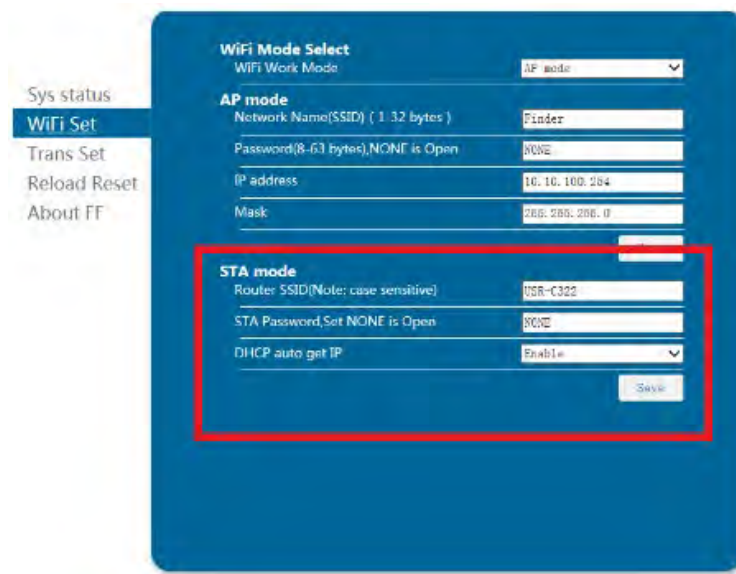 WiFi Mode Select
WiFi Work Mode AP mode
Sys status
WiFi Set
Trans Set
Reload Reset
About FF
AP mode
Network Name(SSID) ( 1-32 bytes ) Finder
Password(8-63 bytes),NONE is Open NONE
IP address 10.10.100.254
Mask 255.255.255.0
STA mode
Router SSID(Note: case sensitive) USR-C322
STA Password,Set NONE is Open NONE
DHCP auto get IP Enable
Save